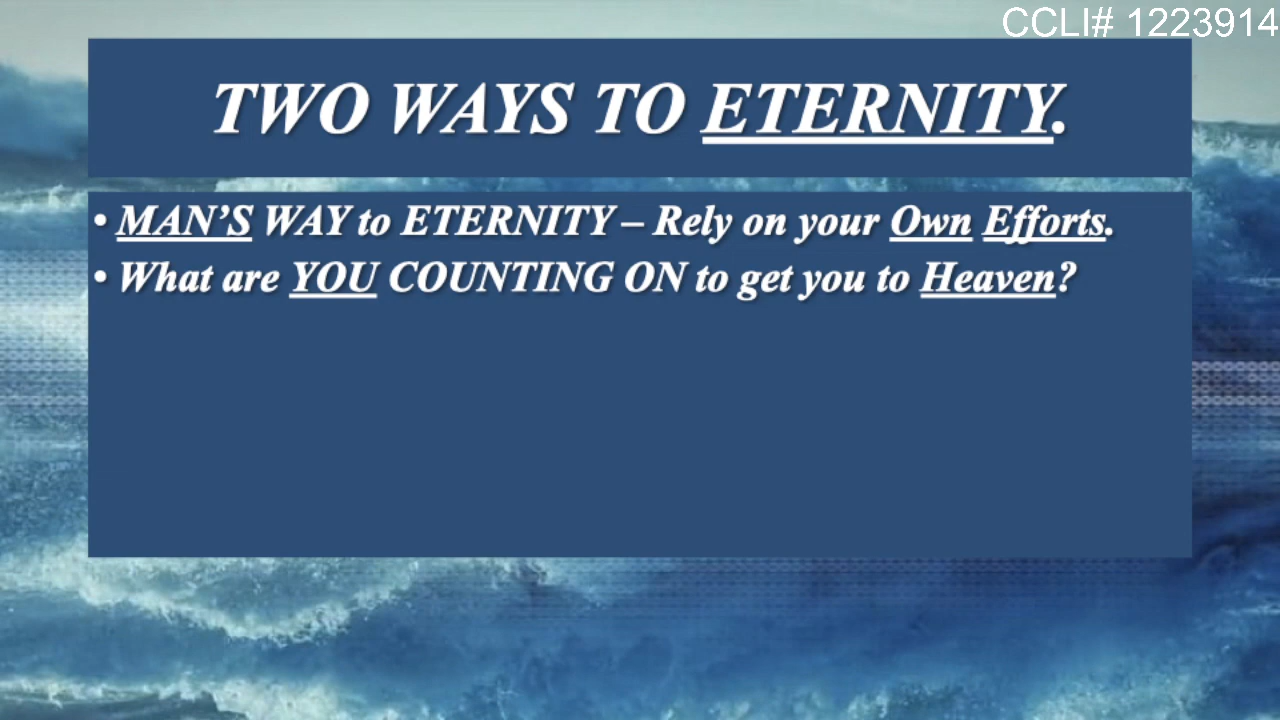 CCLI# 1223914
TWO WAYS TO ETERNITY.
• MAN’S WAY to ETERNITY – Rely on your Own Efforts.
• What are YOU COUNTING ON to get you to Heaven?